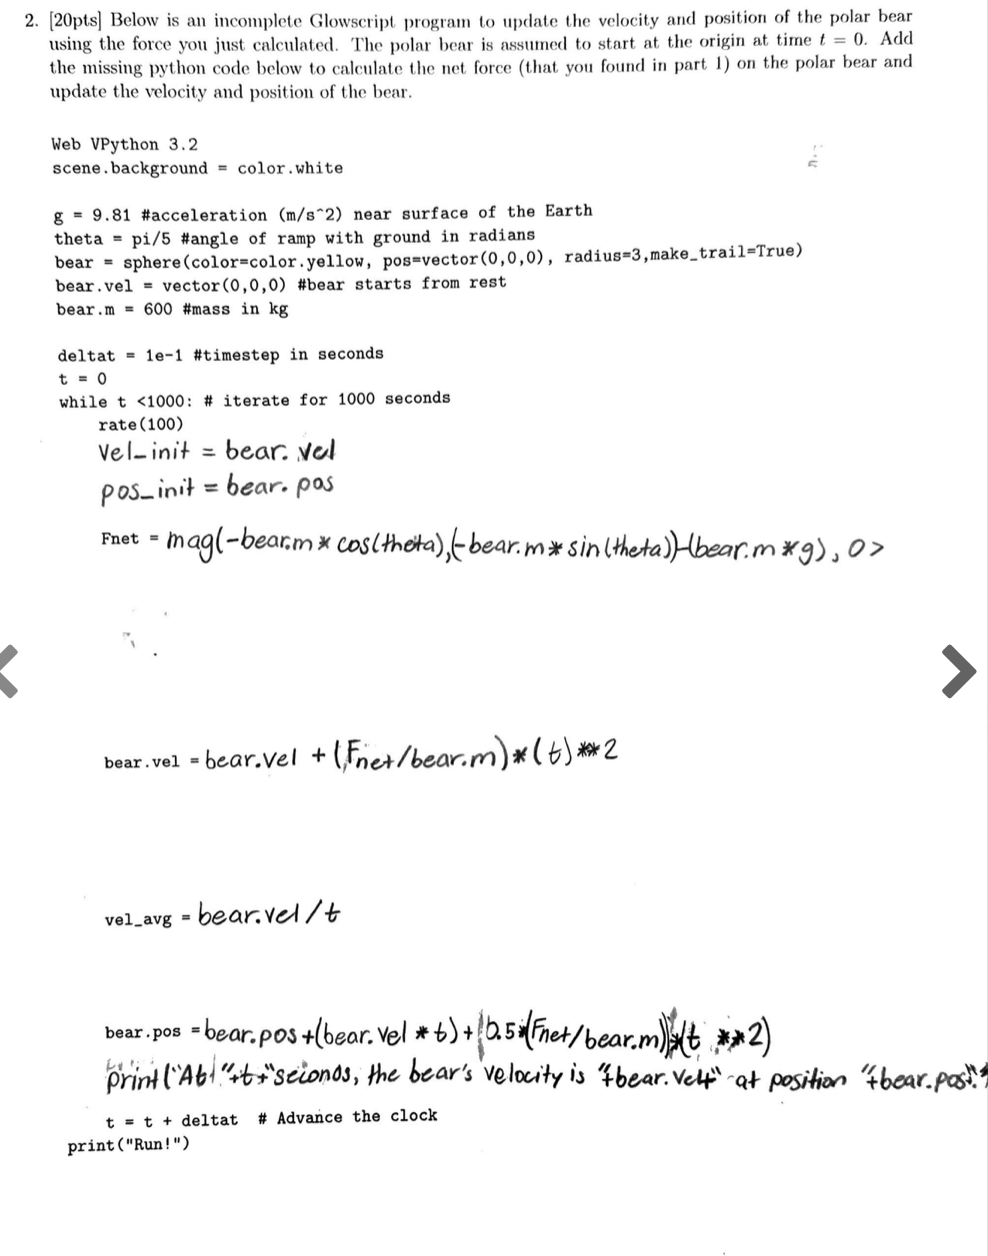 2. [20pts] Below is an incomplete Glowscript program to update the velocity and position of the polar bear
using the force you just calculated. The polar bear is assumed to start at the origin at time t = 0. Add
the missing python code below to calculate the net force (that you found in part 1) on the polar bear and
update the velocity and position of the bear.
Web VPython 3.2
scene.background = color.white
g = 9.81 #acceleration (m/s^2) near surface of the Earth
theta = pi/5 #angle of ramp with ground in radians
bear = sphere(color=color.yellow, pos=vector(0,0,0), radius=3,make_trail=True)
bear.vel = vector(0,0,0) #bear starts from rest
bear.m = 600 #mass in kg
deltat = 1e-1 #timestep in seconds
t = 0
while t <1000: # iterate for 1000 seconds
rate(100)
vel_init = bear.vel
pos_init = bear.pos
Fnet = mag(-bear.m * cos(theta),(-bear.m * sin(theta))-(bear.m * g), 0>
bear.vel = bear.vel + (Fnet/bear.m)*(t)**2
vel_avg = bear.vel/t
bear.pos = bear.pos +(bear.vel * t) + (0.5*(Fnet/bear.m))*(t **2)
print("At "+t+"seconds, the bear's velocity is "+bear.vel+" at position "+bear.pos+"."
t = t + deltat # Advance the clock
print("Run!")